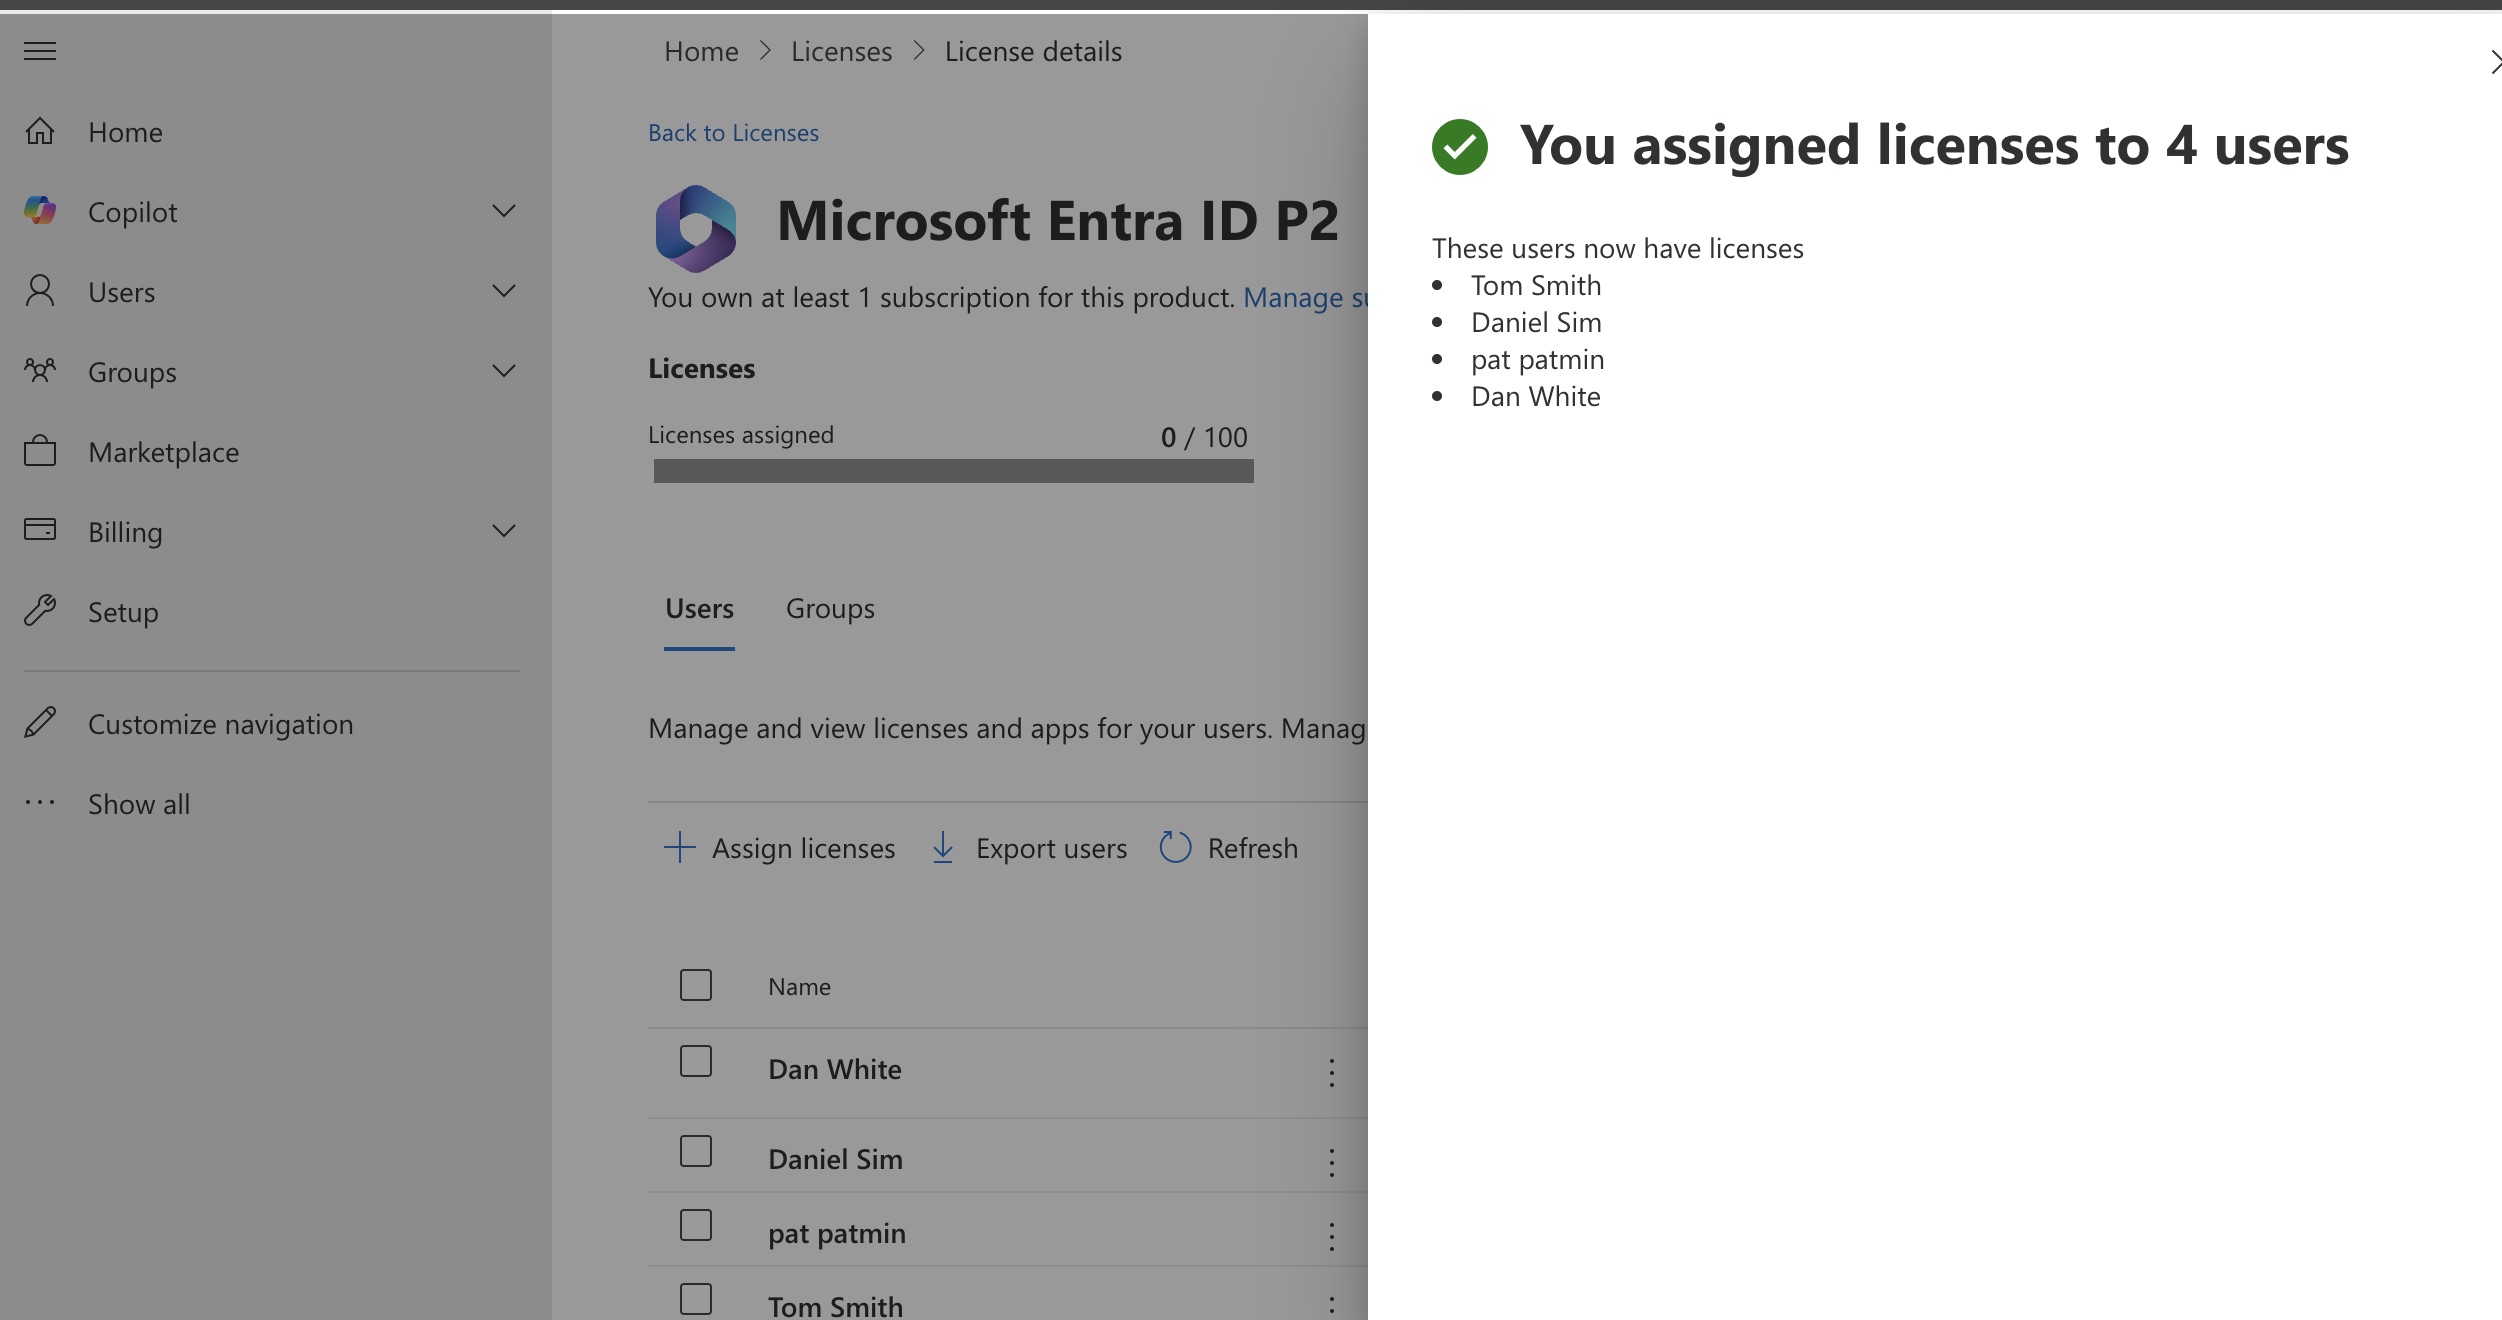 Home
Copilot
Users
Groups
Marketplace
Billing
Setup
Customize navigation
Show all
Home > Licenses > License details
Back to Licenses
Microsoft Entra ID P2
You own at least 1 subscription for this product. Manage
Licenses
Licenses assigned 0 / 100
Users Groups
Manage and view licenses and apps for your users.
Assign licenses Export users Refresh
Name
Dan White
Daniel Sim
pat patmin
Tom Smith
You assigned licenses to 4 users
These users now have licenses
• Tom Smith
• Daniel Sim
• pat patmin
• Dan White